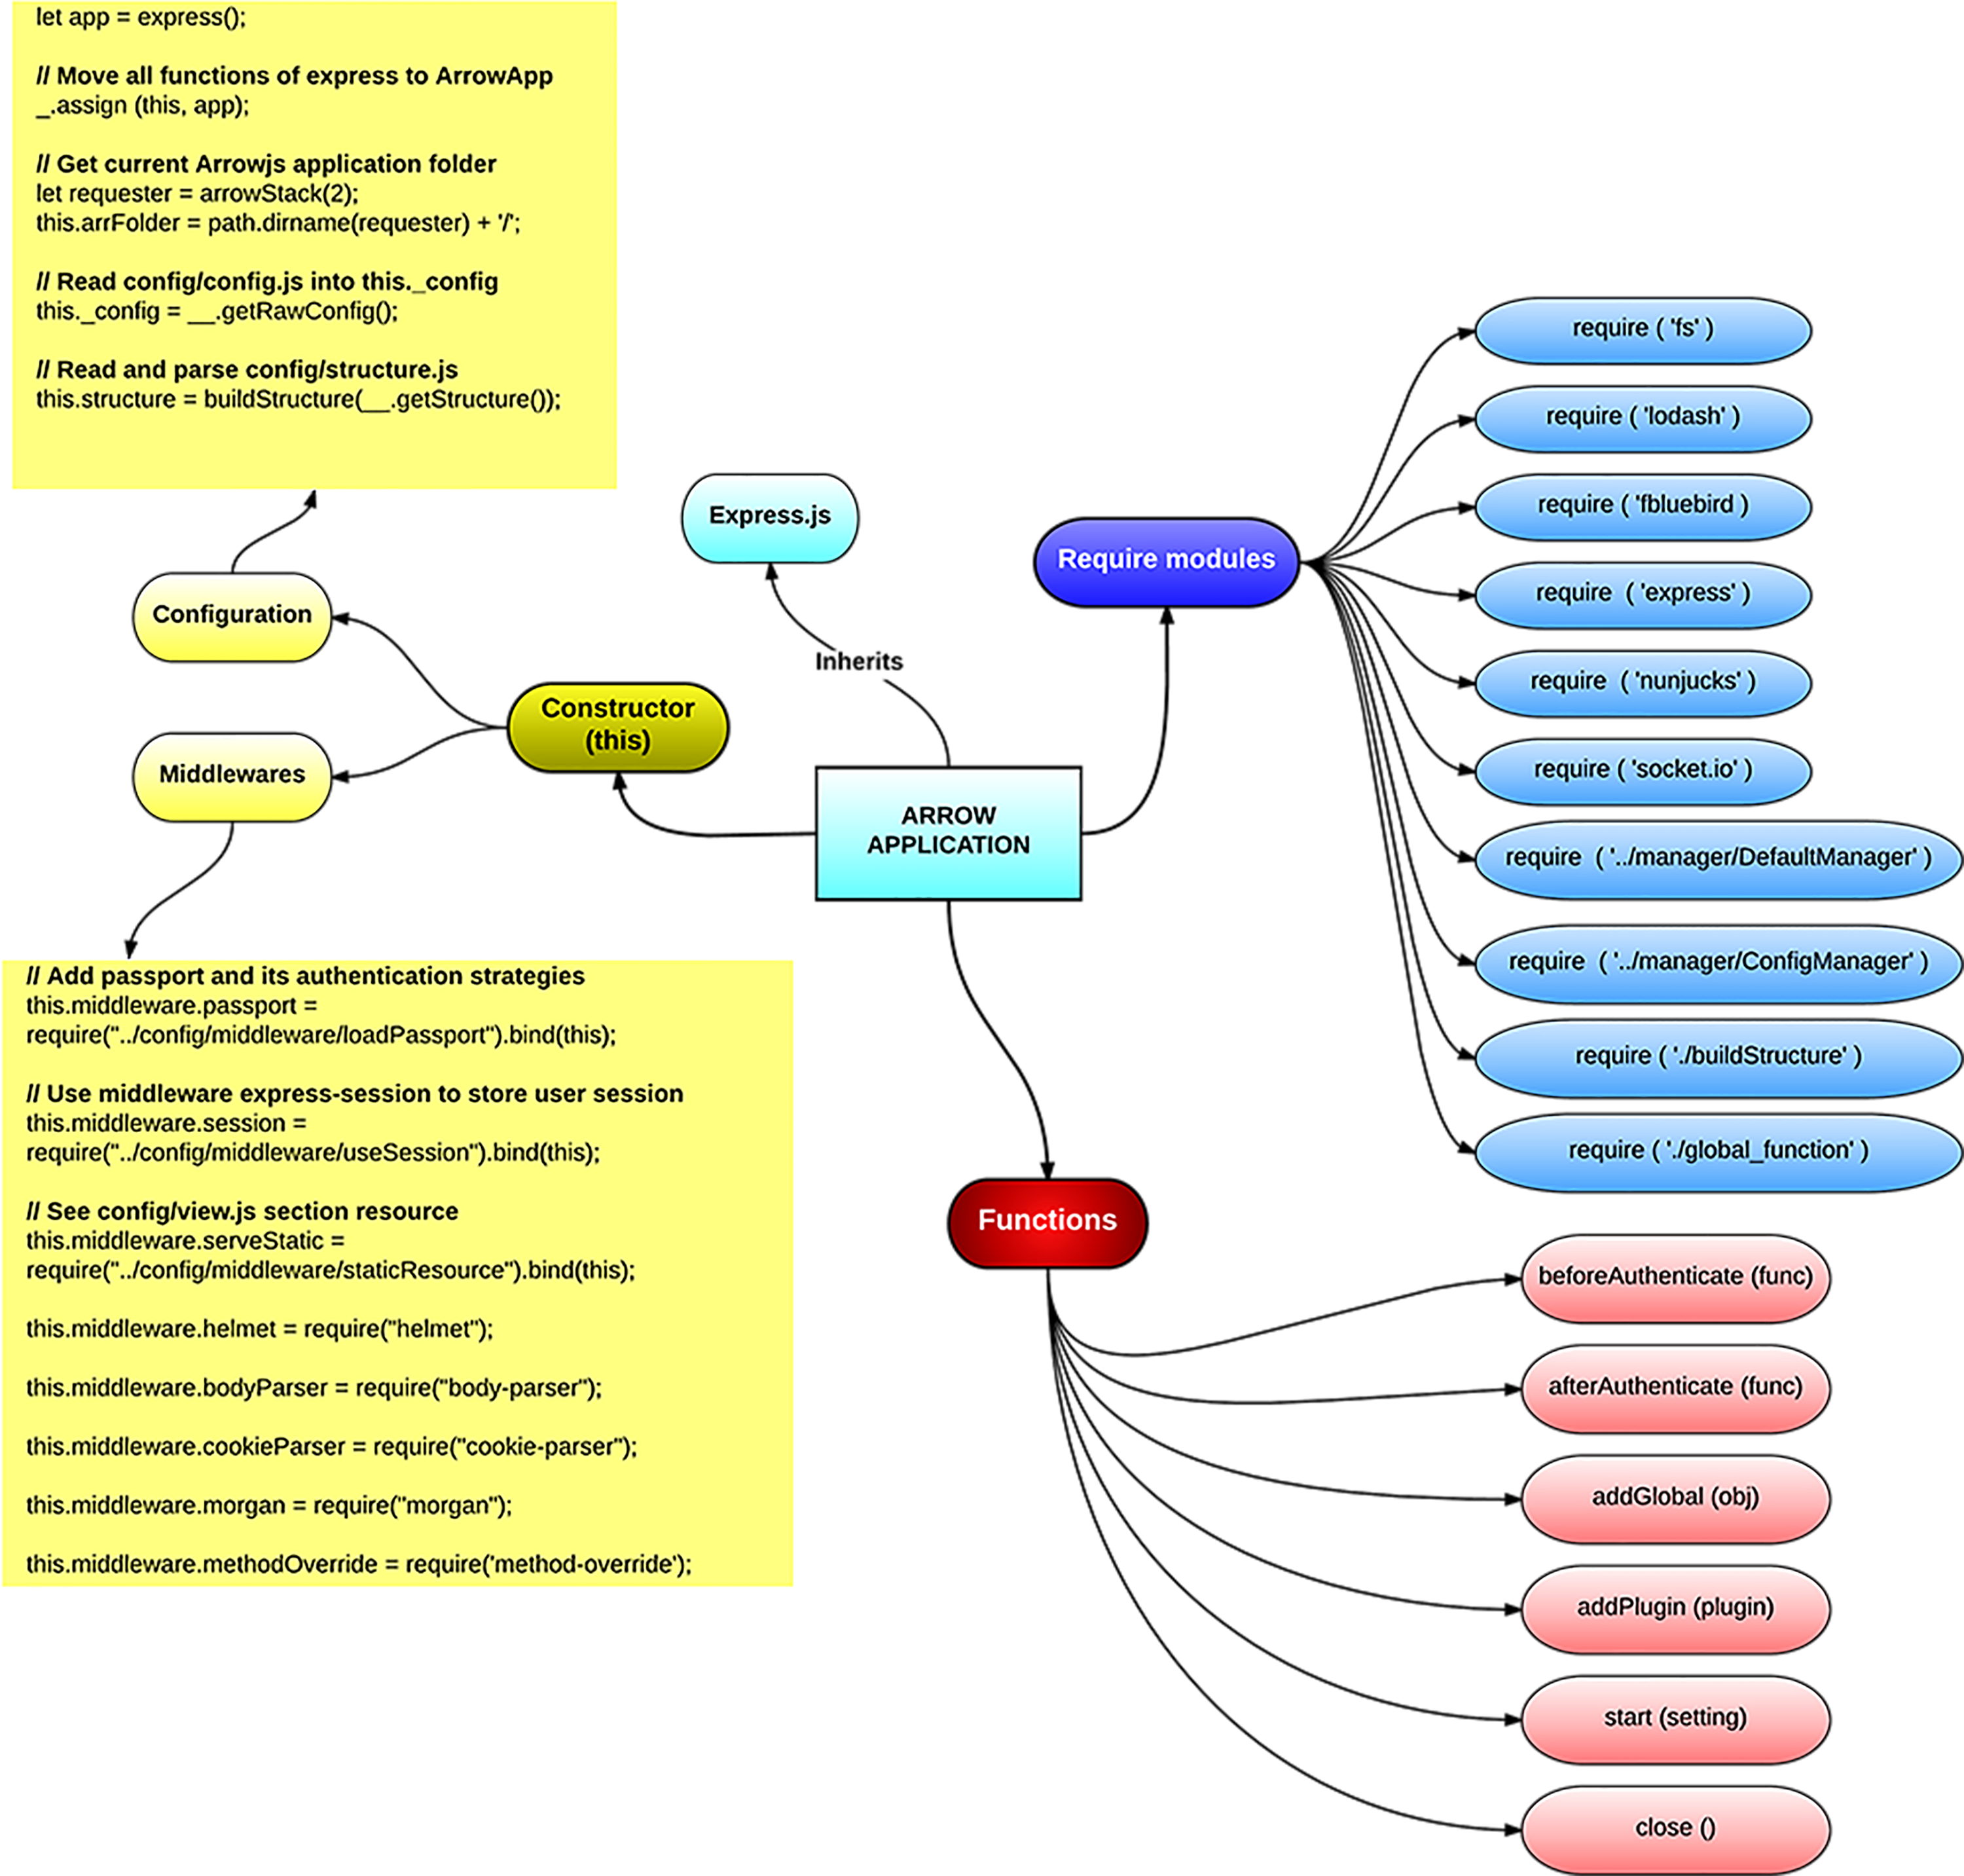 let app = express();
// Move all functions of express to ArrowApp
_.assign (this, app);
// Get current Arrowjs application folder
let requester = arrowStack(2);
this.arrFolder = path.dirname(requester) + '/';
// Read config/config.js into this._config
this._config = __.getRawConfig();
// Read and parse config/structure.js
this.structure = buildStructure(__.getStructure());
Configuration
Middlewares
Constructor
(this)
Express.js
Inherits
ARROW
APPLICATION
Require modules
require ( 'fs' )
require ( 'lodash' )
require ( 'fbluebird )
require  ( 'express' )
require  ( 'nunjucks' )
require ( 'socket.io' )
require  ( '../manager/DefaultManager' )
require  ( '../manager/ConfigManager' )
require ( './buildStructure' )
require ( './global_function' )
// Add passport and its authentication strategies
this.middleware.passport =
require("../config/middleware/loadPassport").bind(this);
// Use middleware express-session to store user session
this.middleware.session =
require("../config/middleware/useSession").bind(this);
// See config/view.js section resource
this.middleware.serveStatic =
require("../config/middleware/staticResource").bind(this);
this.middleware.helmet = require("helmet");
this.middleware.bodyParser = require("body-parser");
this.middleware.cookieParser = require("cookie-parser");
this.middleware.morgan = require("morgan");
this.middleware.methodOverride = require('method-override');
Functions
beforeAuthenticate (func)
afterAuthenticate (func)
addGlobal (obj)
addPlugin (plugin)
start (setting)
close ()